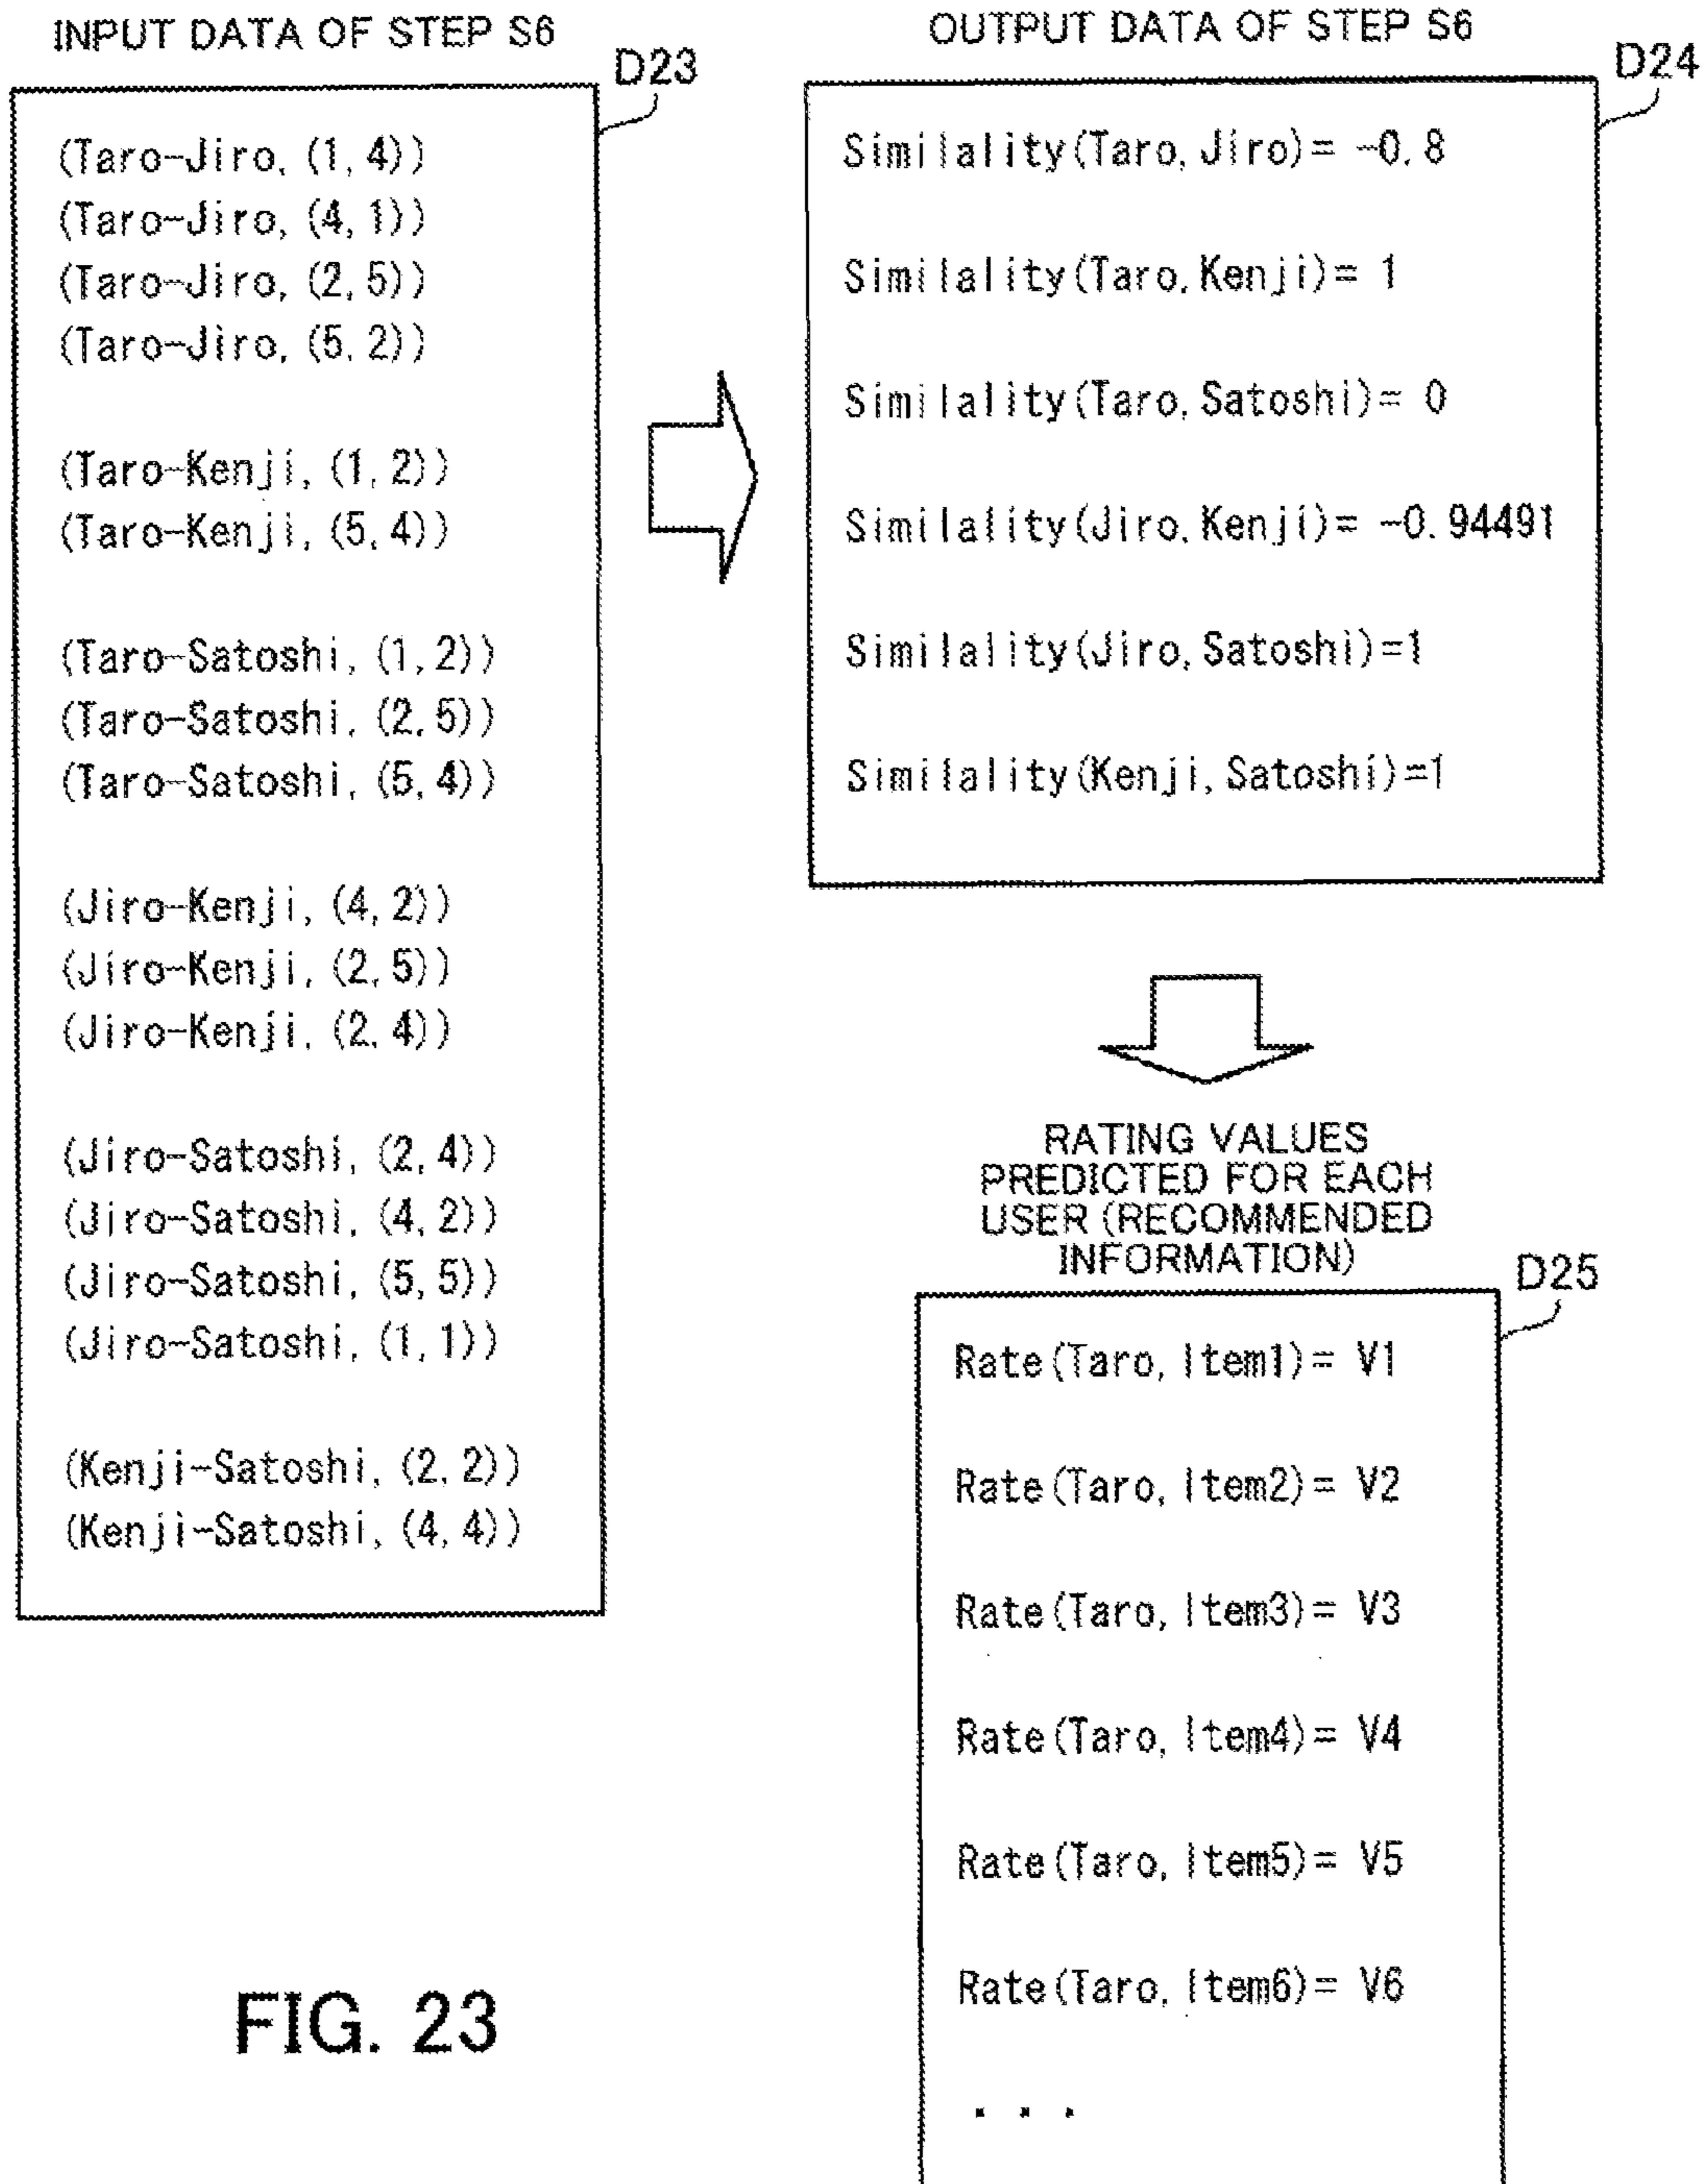 INPUT DATA OF STEP S6
D23
(Taro-Jiro, (1, 4))
(Taro-Jiro, (4, 1))
(Taro-Jiro, (2, 5))
(Taro-Jiro, (5, 2))
(Taro-Kenji, (1, 2))
(Taro-Kenji, (5, 4))
(Taro-Satoshi, (1, 2))
(Taro-Satoshi, (2, 5))
(Taro-Satoshi, (5, 4))
(Jiro-Kenji, (4, 2))
(Jiro-Kenji, (2, 5))
(Jiro-Kenji, (2, 4))
(Jiro-Satoshi, (2, 4))
(Jiro-Satoshi, (4, 2))
(Jiro-Satoshi, (5, 5))
(Jiro-Satoshi, (1, 1))
(Kenji-Satoshi, (2, 2))
(Kenji-Satoshi, (4, 4))
OUTPUT DATA OF STEP S6
D24
Similality(Taro, Jiro)= -0.8
Similality(Taro, Kenji)= 1
Similality(Taro, Satoshi)= 0
Similality(Jiro, Kenji)= -0.94491
Similality(Jiro, Satoshi)=1
Similality(Kenji, Satoshi)=1
RATING VALUES
PREDICTED FOR EACH
USER (RECOMMENDED
INFORMATION)
D25
Rate(Taro, Item1)= V1
Rate(Taro, Item2)= V2
Rate(Taro, Item3)= V3
Rate(Taro, Item4)= V4
Rate(Taro, Item5)= V5
Rate(Taro, Item6)= V6
. . .
FIG. 23